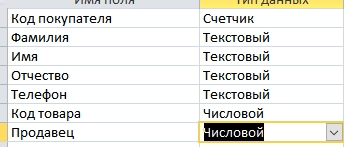 Имя поля Тип данных
Код покупателя Счетчик
Фамилия Текстовый
Имя Текстовый
Отчество Текстовый
Телефон Текстовый
Код товара Числовой
Продавец Числовой